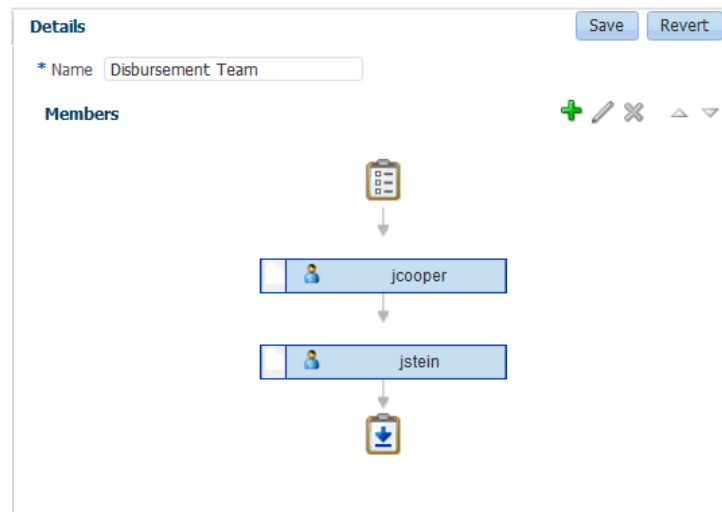 Details
Save
Revert
* Name
Disbursement Team
Members
jcooper
jstein